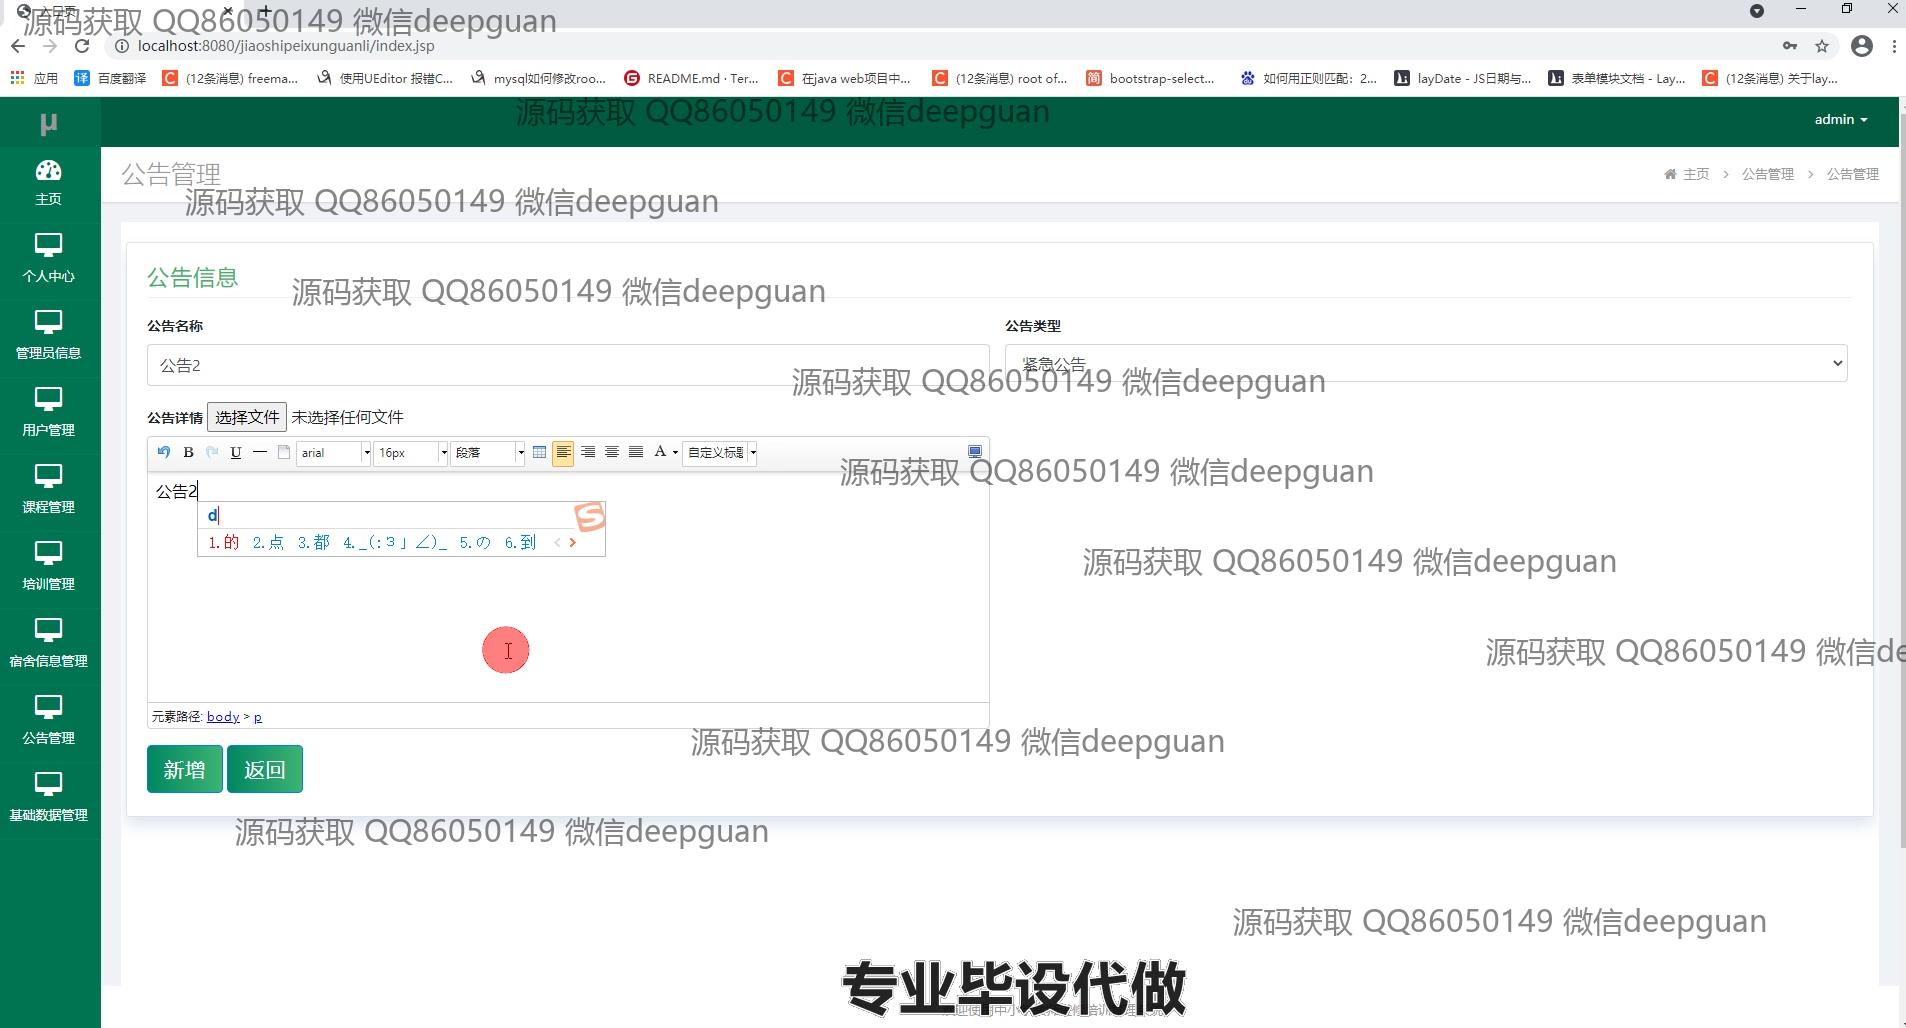 源码获取 QQ86050149 微信deepguan
localhost:8080/jiaoshipeixunguanli/index.jsp
应用
百度翻译
(12条消息) freema...
使用UEditor 报错C...
mysql如何修改roo...
README.md · Ter...
在java web项目中...
(12条消息) root of...
bootstrap-select...
如何用正则匹配：2...
layDate - JS日期与...
表单模块文档 - Lay...
(12条消息) 关于lay...
μ
源码获取 QQ86050149 微信deepguan
admin
主页
公告管理
主页 > 公告管理 > 公告管理
源码获取 QQ86050149 微信deepguan
个人中心
公告信息
源码获取 QQ86050149 微信deepguan
管理员信息
公告名称
公告类型
公告2
紧急公告
源码获取 QQ86050149 微信deepguan
用户管理
公告详情 选择文件 未选择任何文件
B U arial 16px 段落 A 自定义标题
源码获取 QQ86050149 微信deepguan
课程管理
公告2
d
S
1.的 2.点 3.都 4._(:з」∠)_ 5.の 6.到 < >
源码获取 QQ86050149 微信deepguan
培训管理
宿舍信息管理
源码获取 QQ86050149 微信de
元素路径: body > p
公告管理
源码获取 QQ86050149 微信deepguan
新增 返回
基础数据管理
源码获取 QQ86050149 微信deepguan
源码获取 QQ86050149 微信deepguan
专业毕设代做